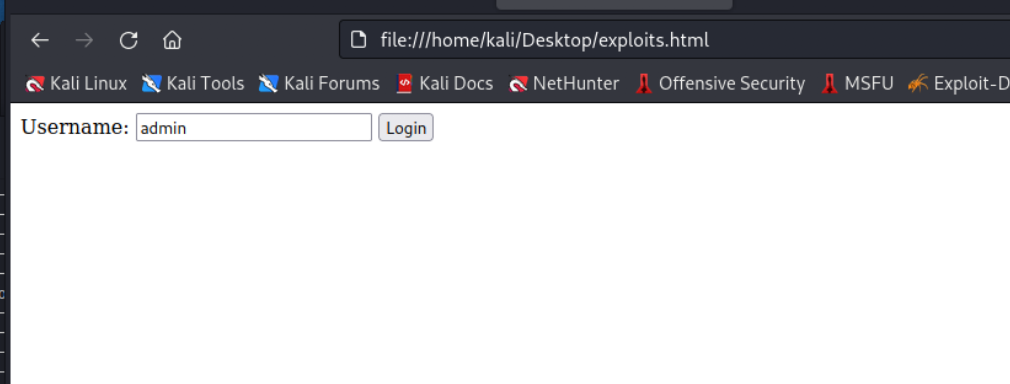 file:///home/kali/Desktop/exploits.html
Kali Linux Kali Tools Kali Forums Kali Docs NetHunter Offensive Security MSFU Exploit-D
Username: admin Login